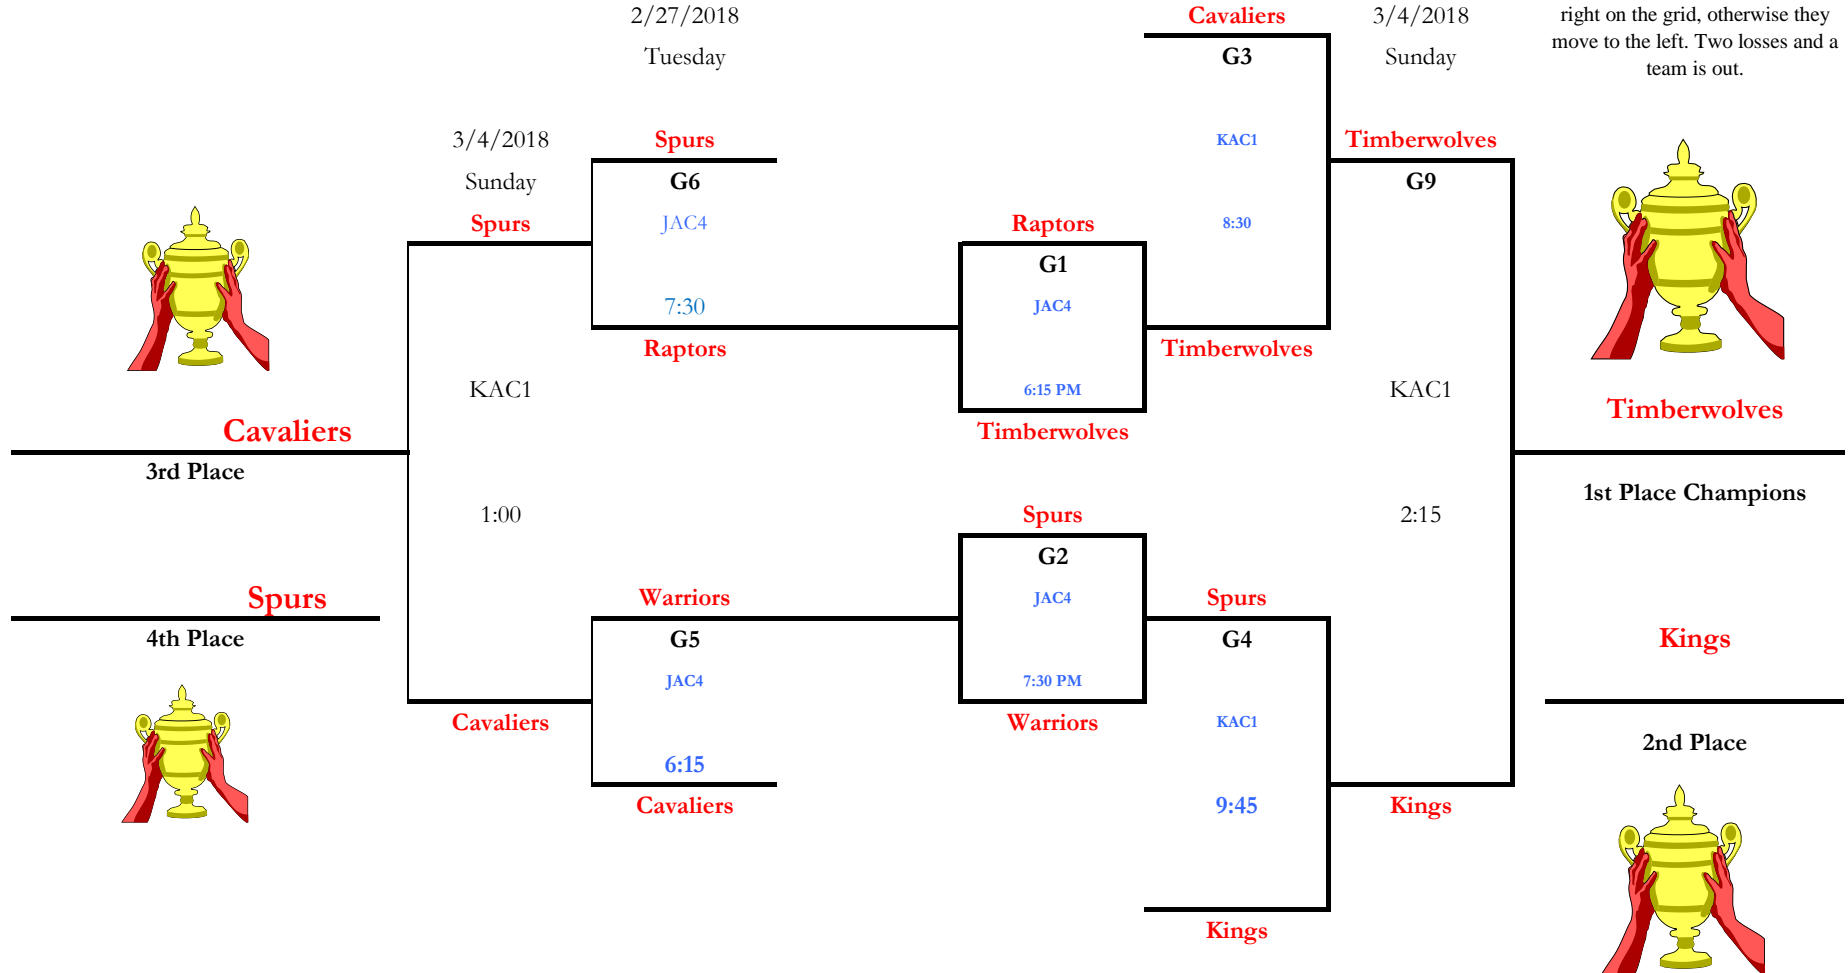 2/27/2018
Cavaliers
3/4/2018
right on the grid, otherwise they
Tuesday
G3
Sunday
move to the left. Two losses and a
team is out.
3/4/2018
Spurs
KAC1
Timberwolves
Sunday
G6
G9
Spurs
JAC4
Raptors
8:30
G1
7:30
JAC4
Raptors
Timberwolves
KAC1
6:15 PM
KAC1
Timberwolves
Cavaliers
Timberwolves
3rd Place
1st Place Champions
1:00
Spurs
2:15
G2
Spurs
Warriors
JAC4
Spurs
4th Place
G5
G4
Kings
JAC4
7:30 PM
Cavaliers
Warriors
KAC1
2nd Place
6:15
Cavaliers
9:45
Kings
Kings